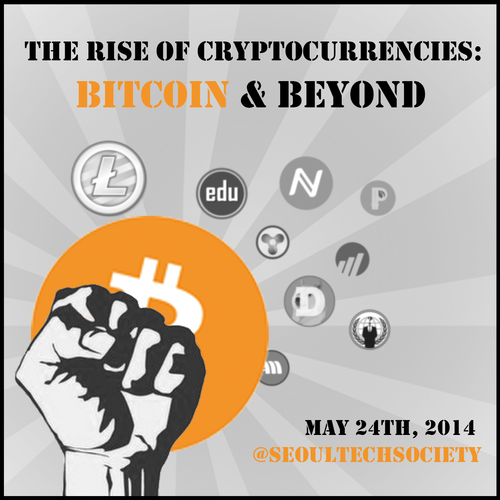 THE RISE OF CRYPTOCURRENCIES:
BITCOIN & BEYOND
edu
MAY 24TH, 2014
@SEOULTECHSOCIETY